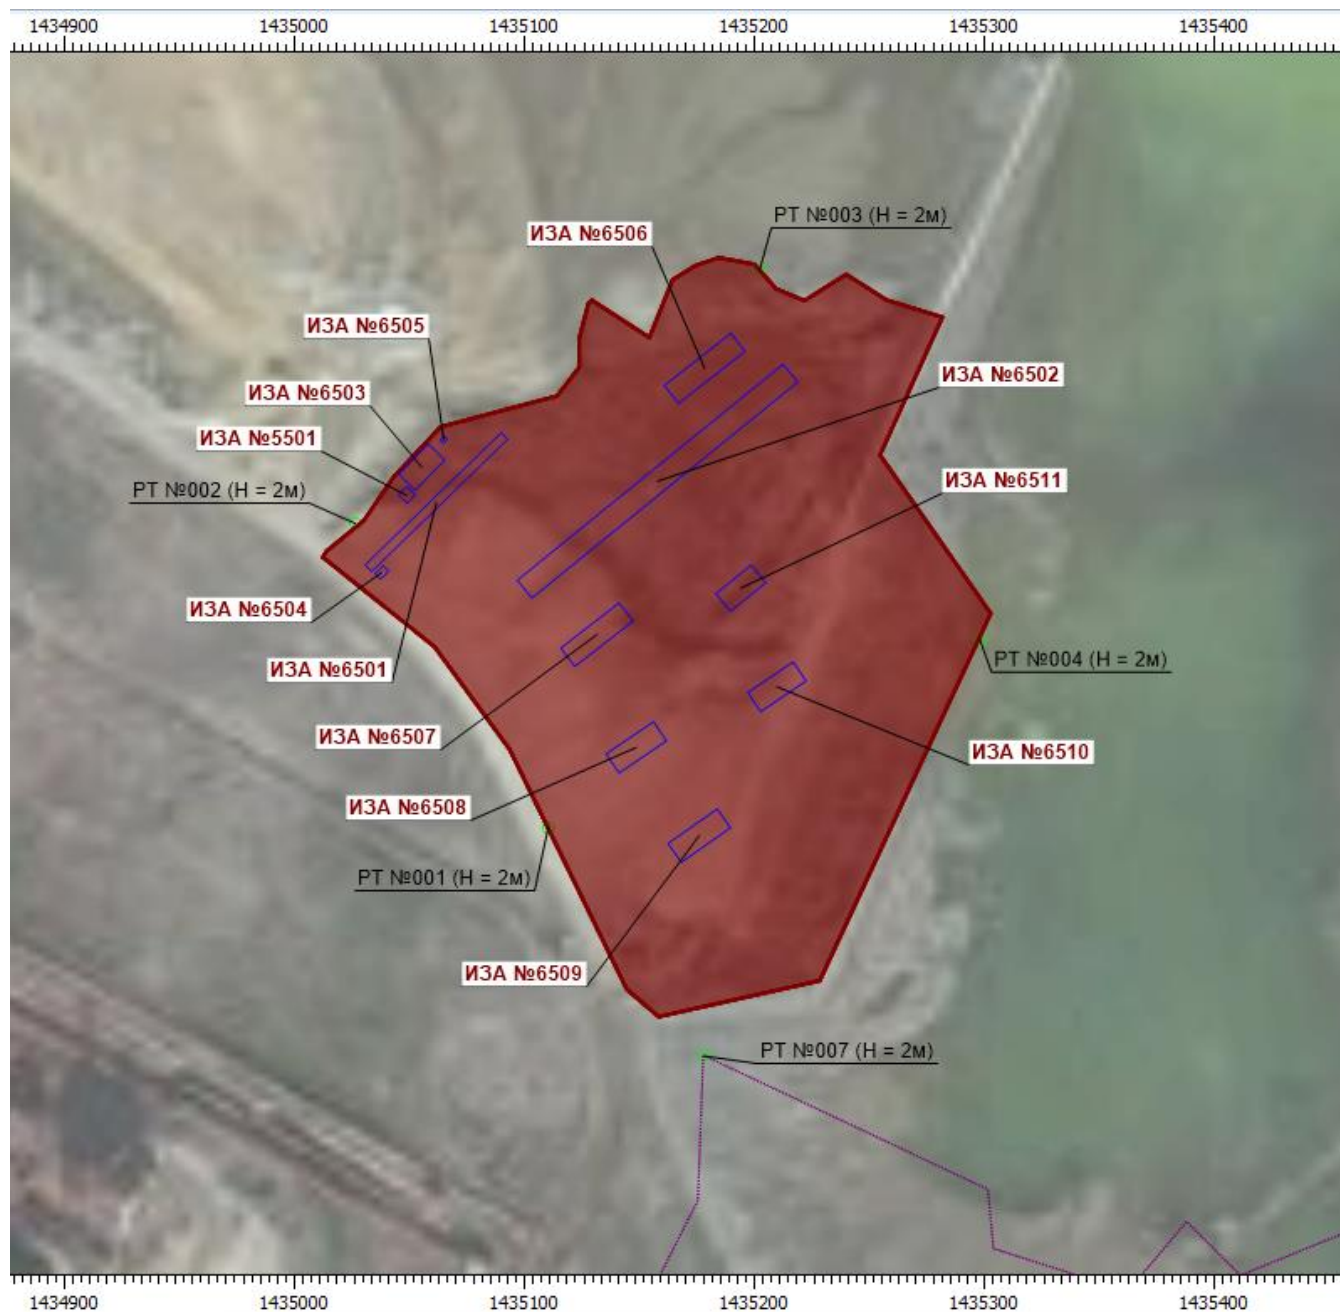 1434900 1435000 1435100 1435200 1435300 1435400
РТ №003 (Н = 2м)
ИЗА №6506
ИЗА №6505
ИЗА №6502
ИЗА №6503
ИЗА №5501
ИЗА №6511
РТ №002 (Н = 2м)
ИЗА №6504
РТ №004 (Н = 2м)
ИЗА №6501
ИЗА №6507
ИЗА №6510
ИЗА №6508
РТ №001 (Н = 2м)
ИЗА №6509
РТ №007 (Н = 2м)
1434900 1435000 1435100 1435200 1435300 1435400